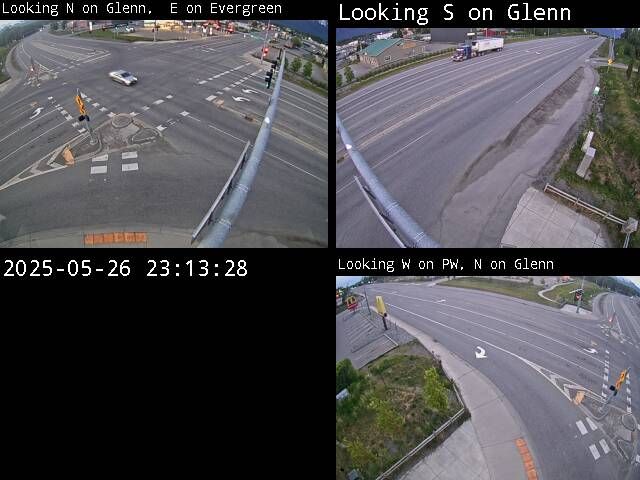 Looking N on Glenn,  E on Evergreen
Looking S on Glenn
2025-05-26 23:13:28
Looking W on PW, N on Glenn